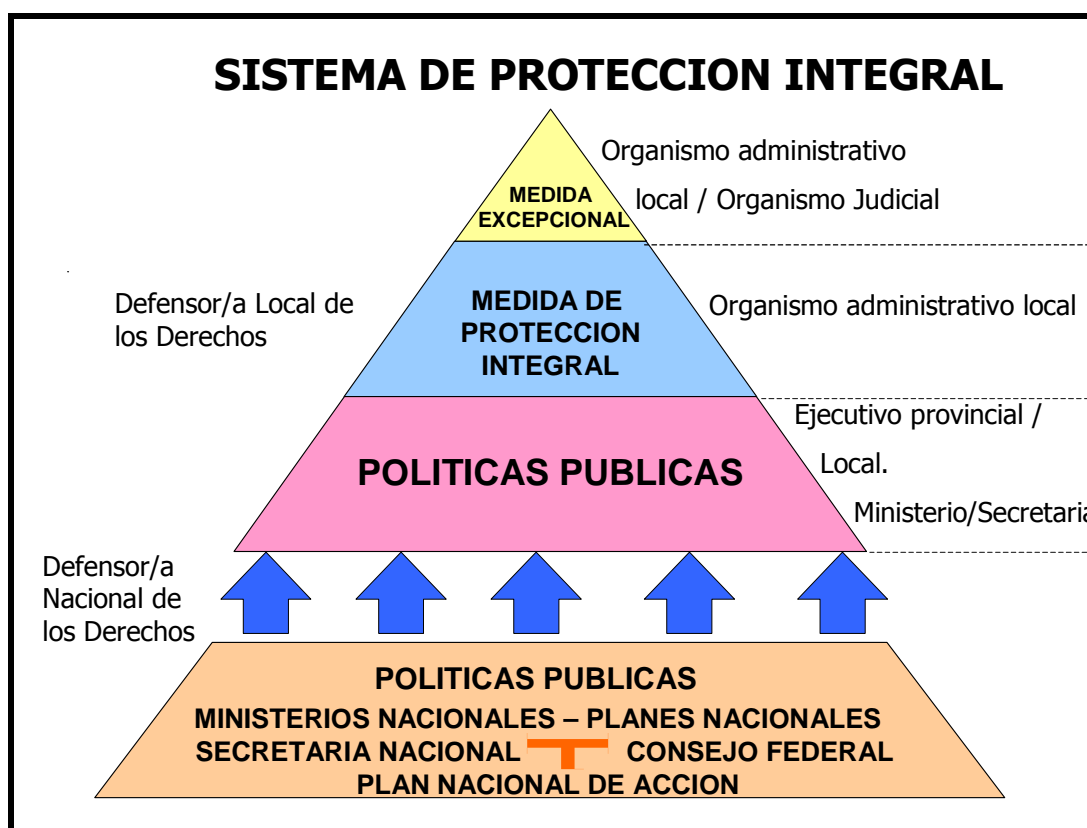 SISTEMA DE PROTECCION INTEGRAL
MEDIDA
EXCEPCIONAL
Organismo administrativo
local / Organismo Judicial
Defensor/a Local de
los Derechos
MEDIDA DE
PROTECCION
INTEGRAL
Organismo administrativo local
POLITICAS PUBLICAS
Ejecutivo provincial /
Local.
Ministerio/Secretaria
Defensor/a
Nacional de
los Derechos
POLITICAS PUBLICAS
MINISTERIOS NACIONALES – PLANES NACIONALES
SECRETARIA NACIONAL CONSEJO FEDERAL
PLAN NACIONAL DE ACCION